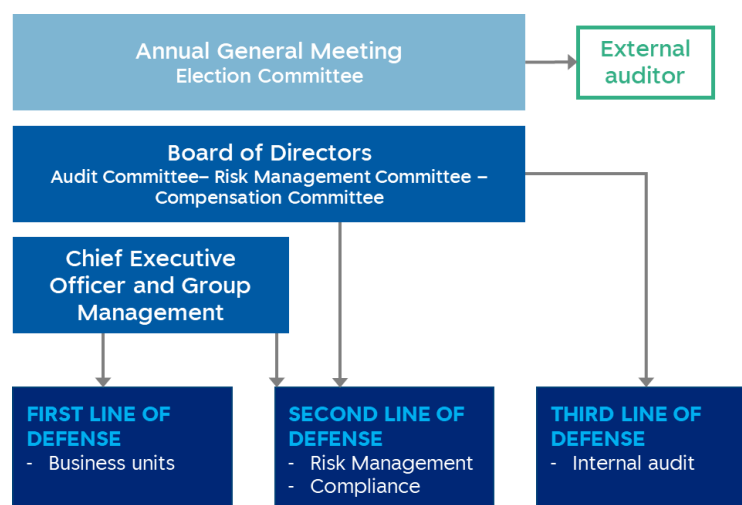 Annual General Meeting
Election Committee
External
auditor
Board of Directors
Audit Committee– Risk Management Committee –
Compensation Committee
Chief Executive
Officer and Group
Management
FIRST LINE OF
DEFENSE
- Business units
SECOND LINE OF
DEFENSE
- Risk Management
- Compliance
THIRD LINE OF
DEFENSE
- Internal audit